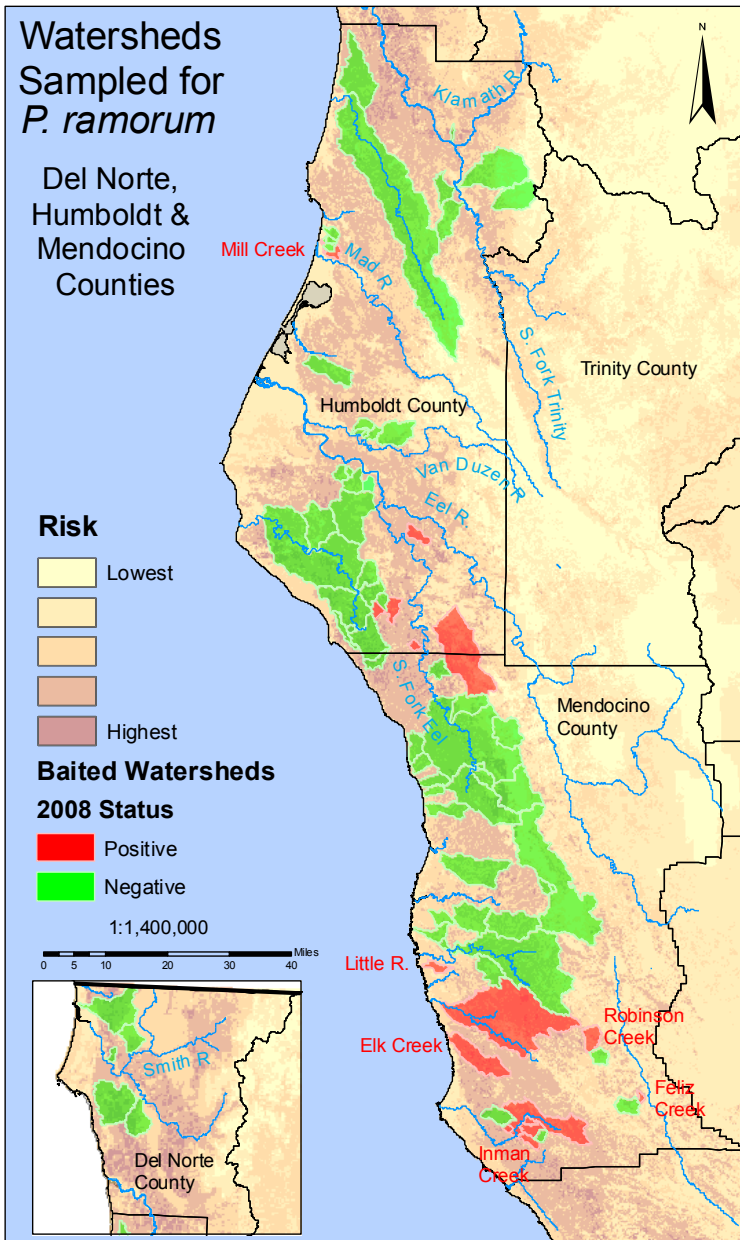 Watersheds
Sampled for
P. ramorum
Del Norte,
Humboldt &
Mendocino
Counties
N
Klamath R.
Mill Creek
Mad R
S. Fork Trinity
Trinity County
Humboldt County
Van Duzen R
Eel R.
Risk
Lowest
Highest
S. Fork Eel
Mendocino
County
Baited Watersheds
2008 Status
Positive
Negative
1:1,400,000
Miles
0 5 10 20 30 40
Little R.
Robinson
Creek
Elk Creek
Feliz
Creek
Inman
Creek
Smith R
Del Norte
County